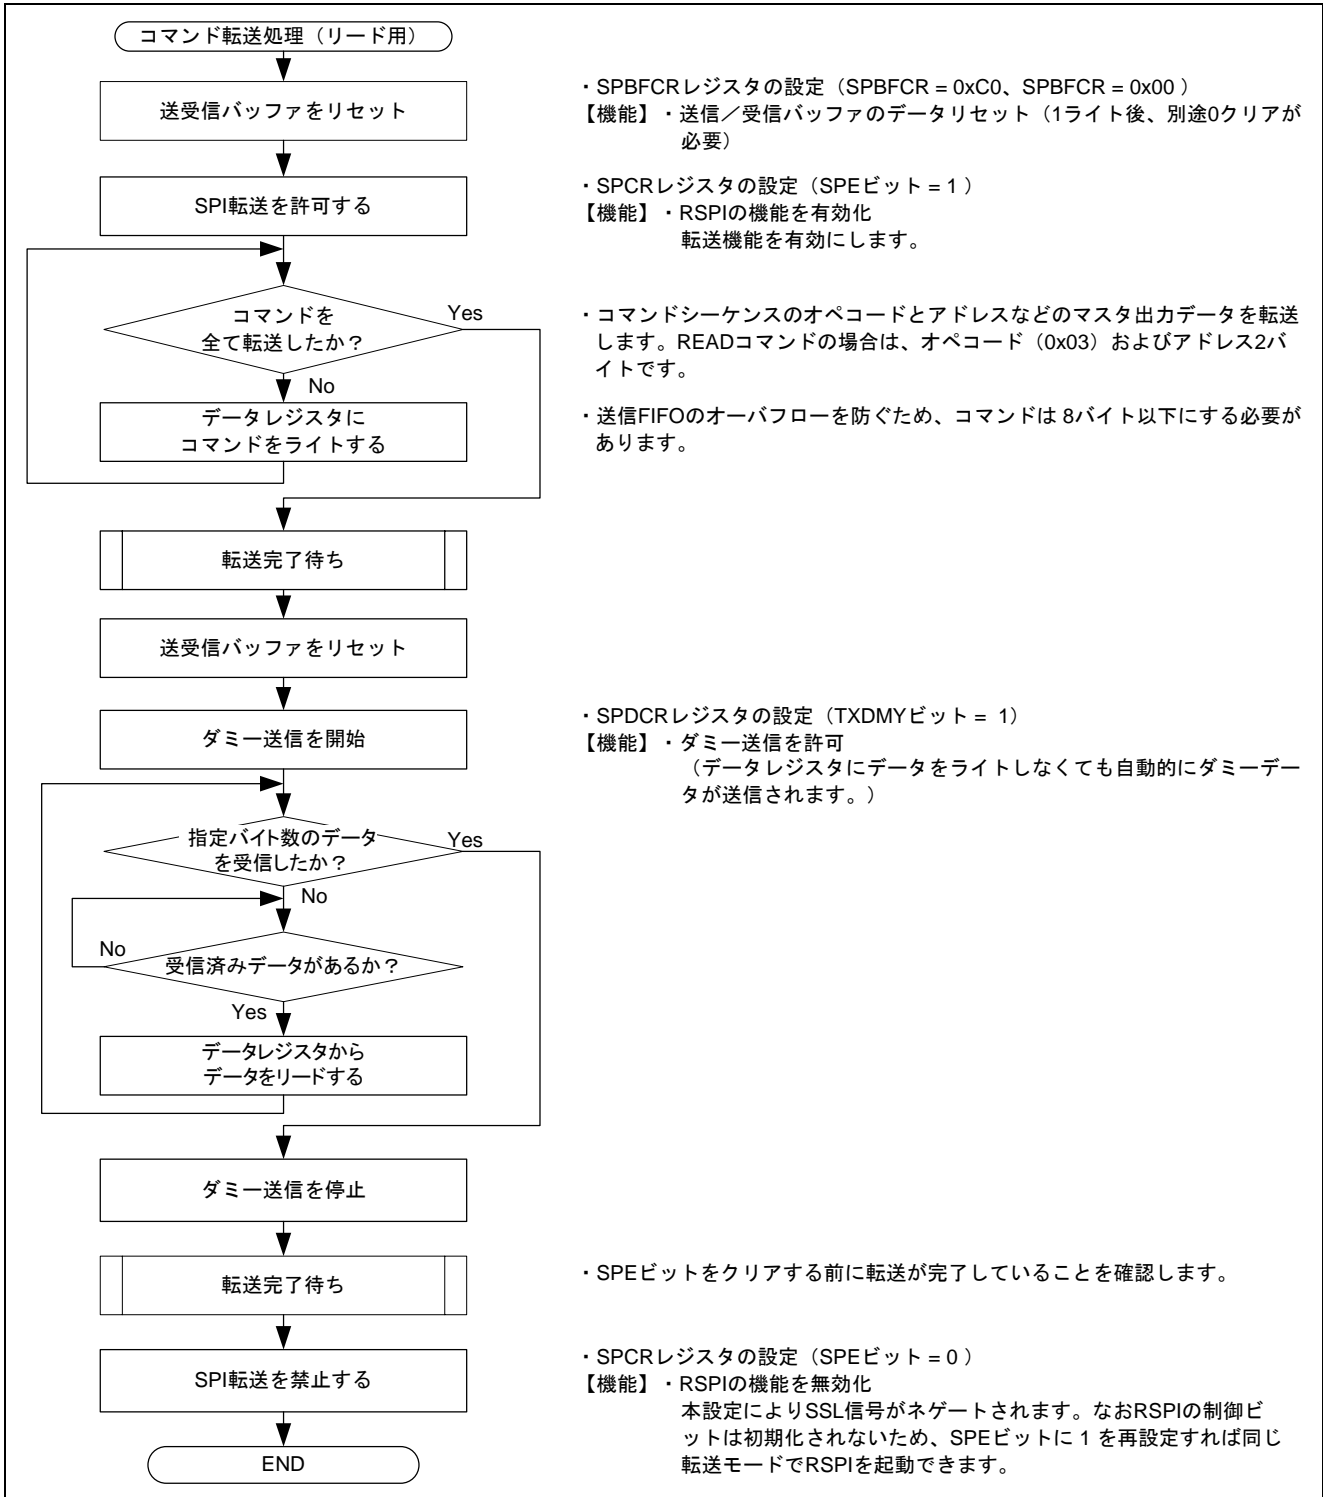 コマンド転送処理（リード用）
送受信バッファをリセット
・SPBFCRレジスタの設定（SPBFCR = 0xC0、SPBFCR = 0x00 ）
【機能】・送信／受信バッファのデータリセット（1ライト後、別途0クリアが
必要）
SPI転送を許可する
・SPCRレジスタの設定（SPEビット = 1 ）
【機能】・RSPIの機能を有効化
転送機能を有効にします。
コマンドを
全て転送したか？
Yes
No
・コマンドシーケンスのオペコードとアドレスなどのマスタ出力データを転送
します。READコマンドの場合は、オペコード（0x03）およびアドレス2バ
イトです。
データレジスタに
コマンドをライトする
・送信FIFOのオーバフローを防ぐため、コマンドは 8バイト以下にする必要が
あります。
転送完了待ち
送受信バッファをリセット
ダミー送信を開始
・SPDCRレジスタの設定（TXDMYビット =  1）
【機能】・ダミー送信を許可
（データレジスタにデータをライトしなくても自動的にダミーデー
タが送信されます。）
指定バイト数のデータ
を受信したか？
Yes
No
受信済みデータがあるか？
No
Yes
データレジスタから
データをリードする
ダミー送信を停止
転送完了待ち
・SPEビットをクリアする前に転送が完了していることを確認します。
SPI転送を禁止する
・SPCRレジスタの設定（SPEビット = 0 ）
【機能】・RSPIの機能を無効化
本設定によりSSL信号がネゲートされます。なおRSPIの制御ビ
ットは初期化されないため、SPEビットに 1 を再設定すれば同じ
転送モードでRSPIを起動できます。
END